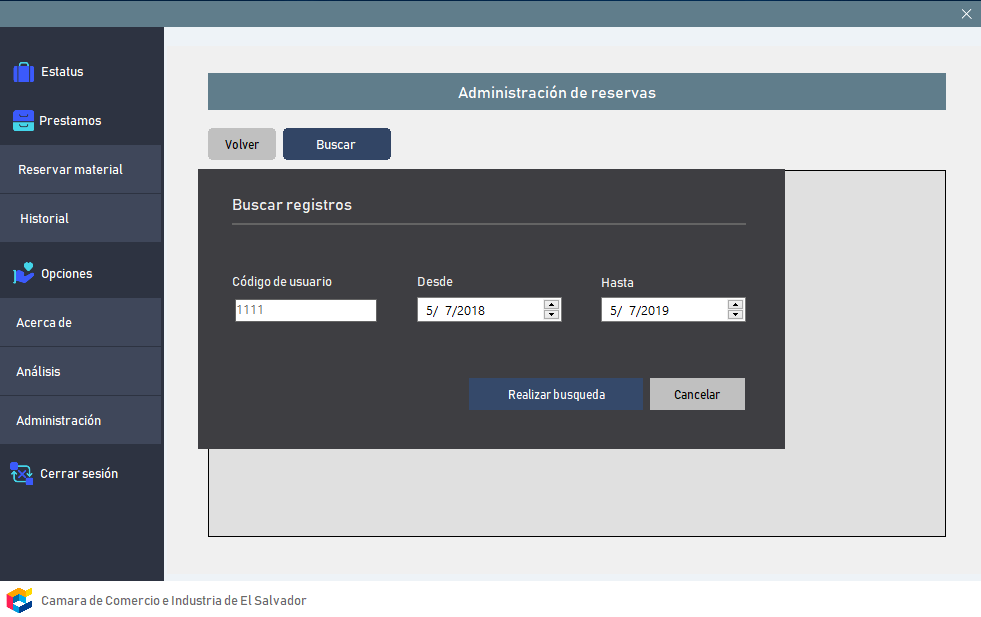 Estatus
Prestamos
Reservar material
Historial
Opciones
Acerca de
Análisis
Administración
Cerrar sesión
Administración de reservas
Volver Buscar
Buscar registros
Código de usuario Desde Hasta
1111 5/ 7/2018 5/ 7/2019
Realizar busqueda Cancelar
Camara de Comercio e Industria de El Salvador